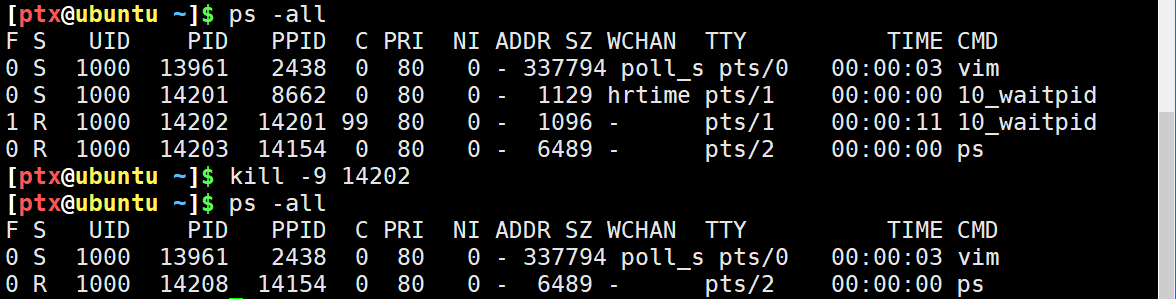 [ptx@ubuntu ~]$ ps -all
F S   UID    PID   PPID  C PRI  NI ADDR SZ WCHAN  TTY          TIME CMD
0 S  1000  13961   2438  0  80   0 - 337794 poll_s pts/0   00:00:03 vim
0 S  1000  14201   8662  0  80   0 -  1129 hrtime pts/1    00:00:00 10_waitpid
1 R  1000  14202  14201 99  80   0 -  1096 -      pts/1    00:00:11 10_waitpid
0 R  1000  14203  14154  0  80   0 -  6489 -      pts/2    00:00:00 ps
[ptx@ubuntu ~]$ kill -9 14202
[ptx@ubuntu ~]$ ps -all
F S   UID    PID   PPID  C PRI  NI ADDR SZ WCHAN  TTY          TIME CMD
0 S  1000  13961   2438  0  80   0 - 337794 poll_s pts/0   00:00:03 vim
0 R  1000  14208  14154  0  80   0 -  6489 -      pts/2    00:00:00 ps